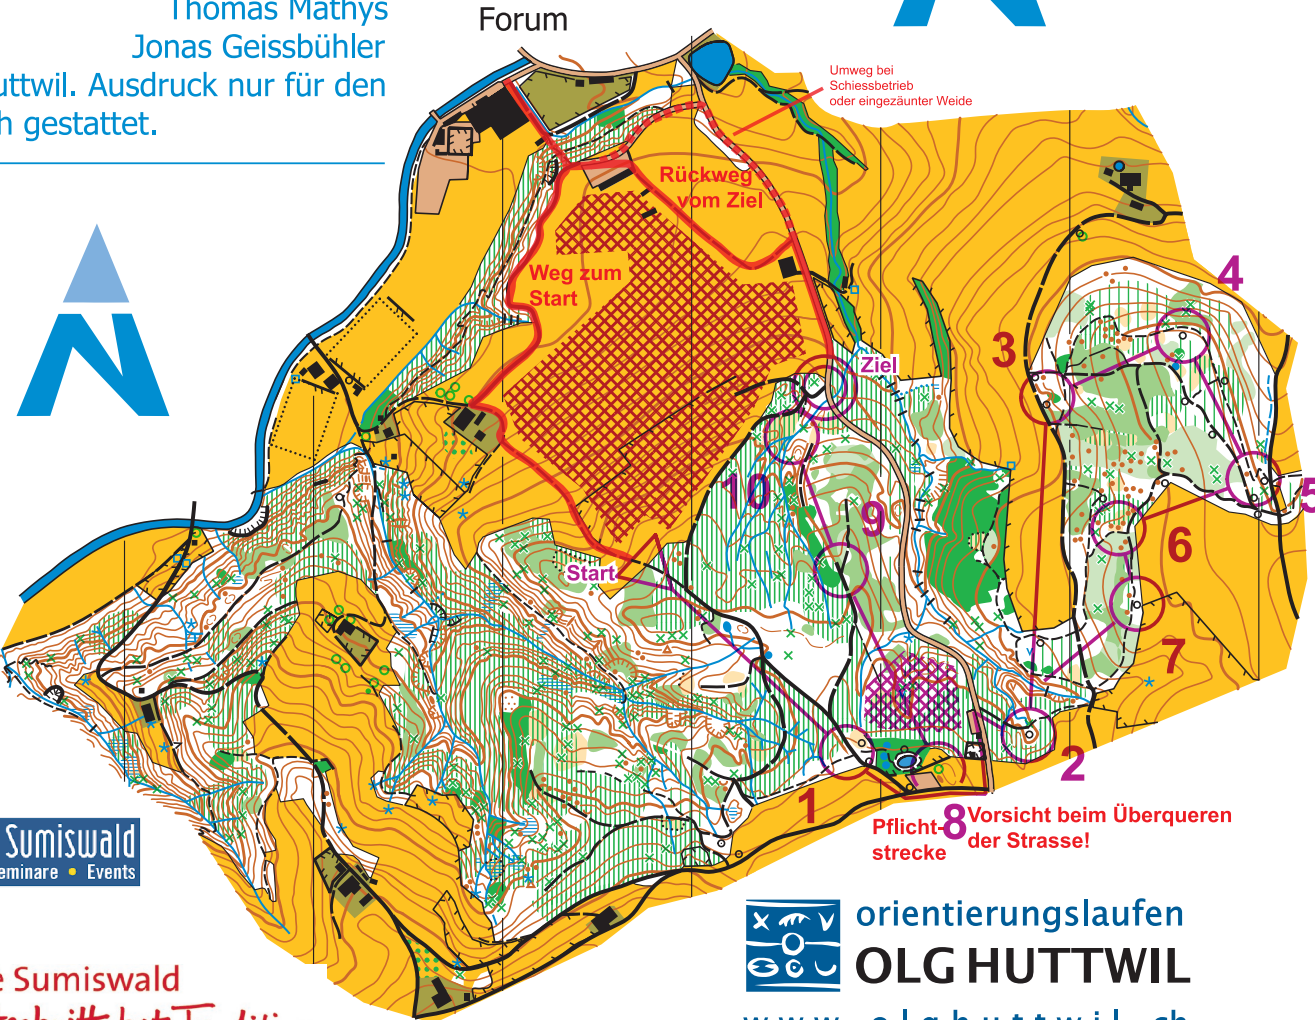 Thomas Mathys
Jonas Geissbühler
uttwil. Ausdruck nur für den
h gestattet.
Forum
Umweg bei
Schiessbetrieb
oder eingezäunter Weide
Rückweg
vom Ziel
Weg zum
Start
Ziel
Start
4
3
5
10
9
6
7
2
1
8
Pflicht-
strecke
Vorsicht beim Überqueren
der Strasse!
Sumiswald
eminare • Events
e Sumiswald
orientierungslaufen
OLG HUTTWIL